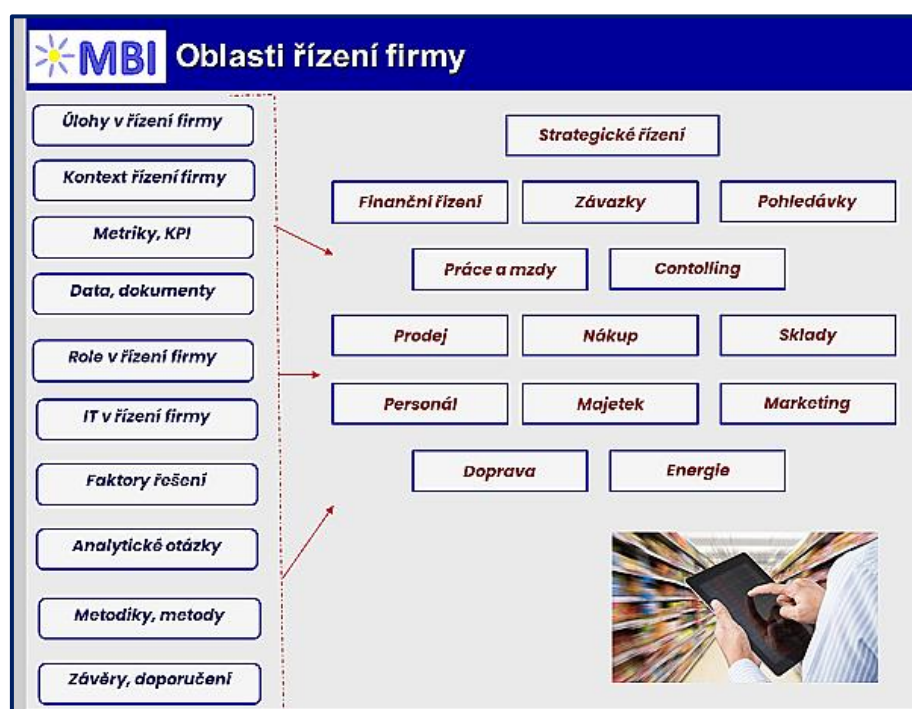 MBI Oblasti řízení firmy
Úlohy v řízení firmy
Kontext řízení firmy
Metriky, KPI
Data, dokumenty
Role v řízení firmy
IT v řízení firmy
Faktory řešení
Analytické otázky
Metodiky, metody
Závěry, doporučení
Strategické řízení
Finanční řízení
Závazky
Pohledávky
Práce a mzdy
Contolling
Prodej
Nákup
Sklady
Personál
Majetek
Marketing
Doprava
Energie